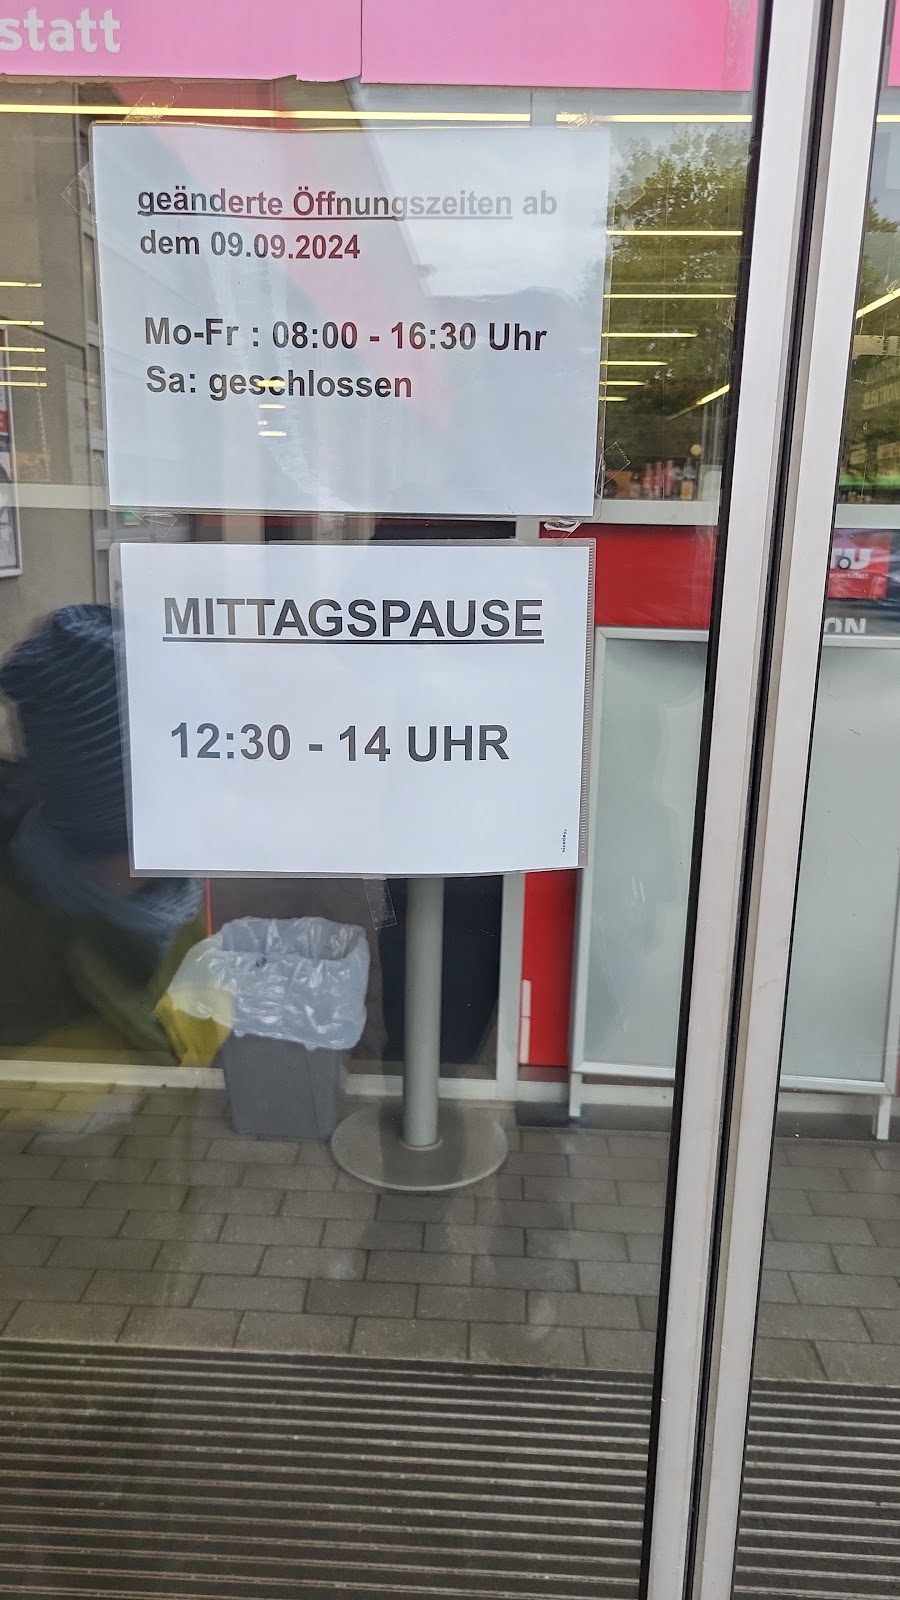 statt
geänderte Öffnungszeiten ab
dem 09.09.2024
Mo-Fr : 08:00 - 16:30 Uhr
Sa: geschlossen
MITTAGSPAUSE
12:30 - 14 UHR